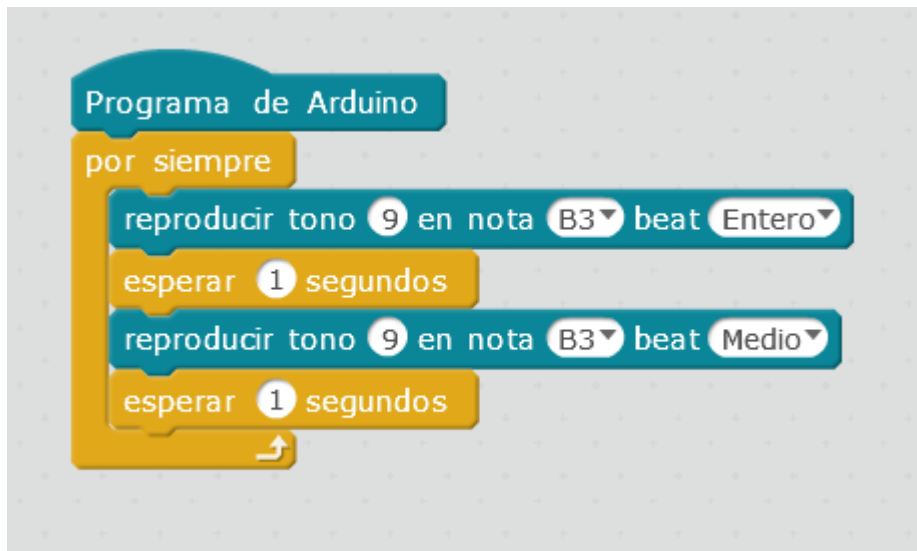 Programa de Arduino
por siempre
reproducir tono 9 en nota B3 beat Entero
esperar 1 segundos
reproducir tono 9 en nota B3 beat Medio
esperar 1 segundos